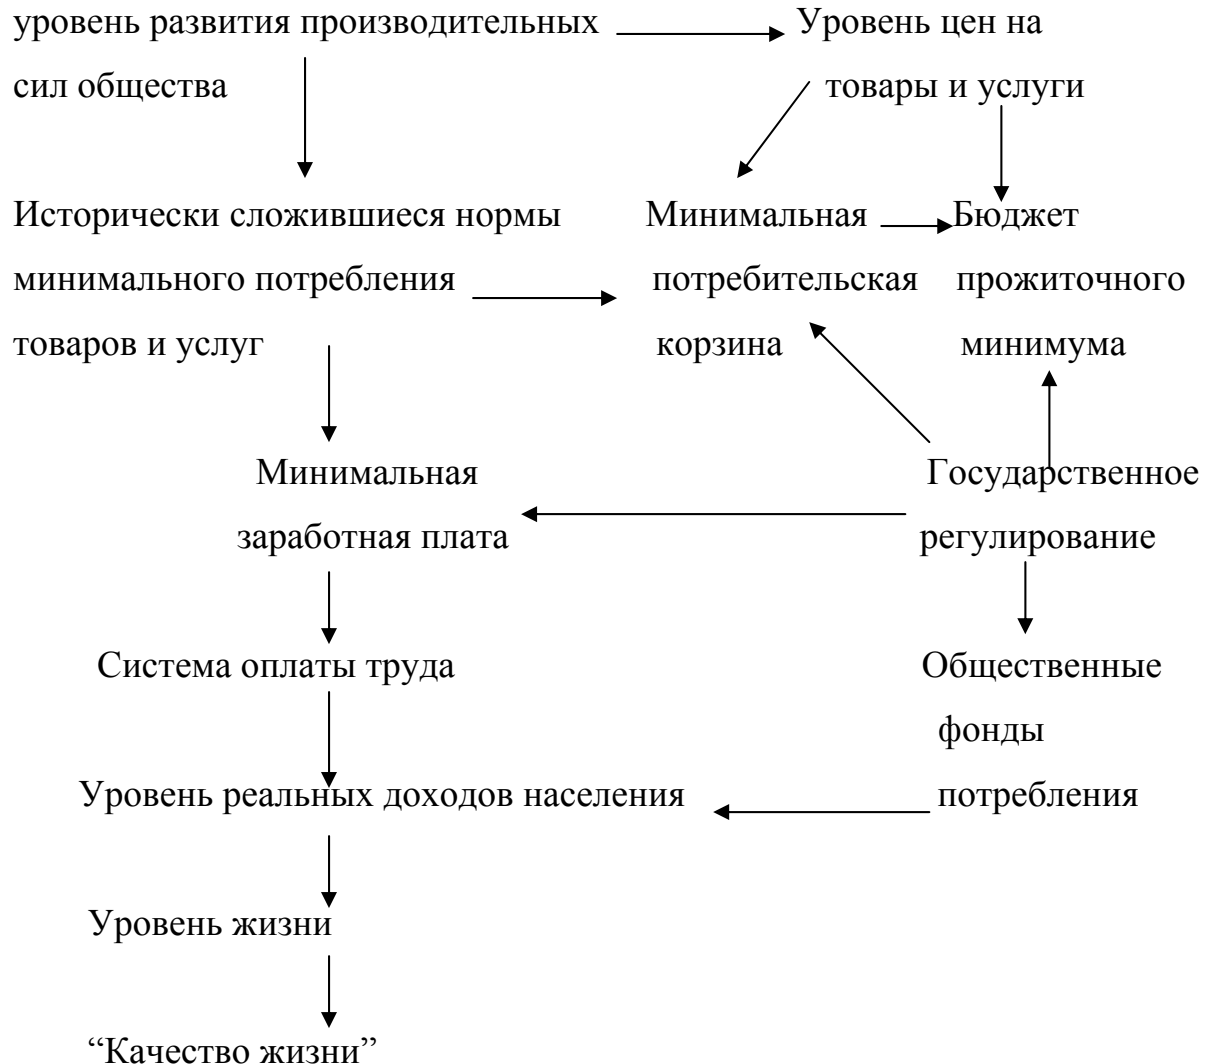 уровень развития производительных Уровень цен на
сил общества товары и услуги
Исторически сложившиеся нормы Минимальная Бюджет
минимального потребления потребительская прожиточного
товаров и услуг корзина минимума
Минимальная Государственное
заработная плата регулирование
Система оплаты труда Общественные
фонды
Уровень реальных доходов населения потребления
Уровень жизни
“Качество жизни”